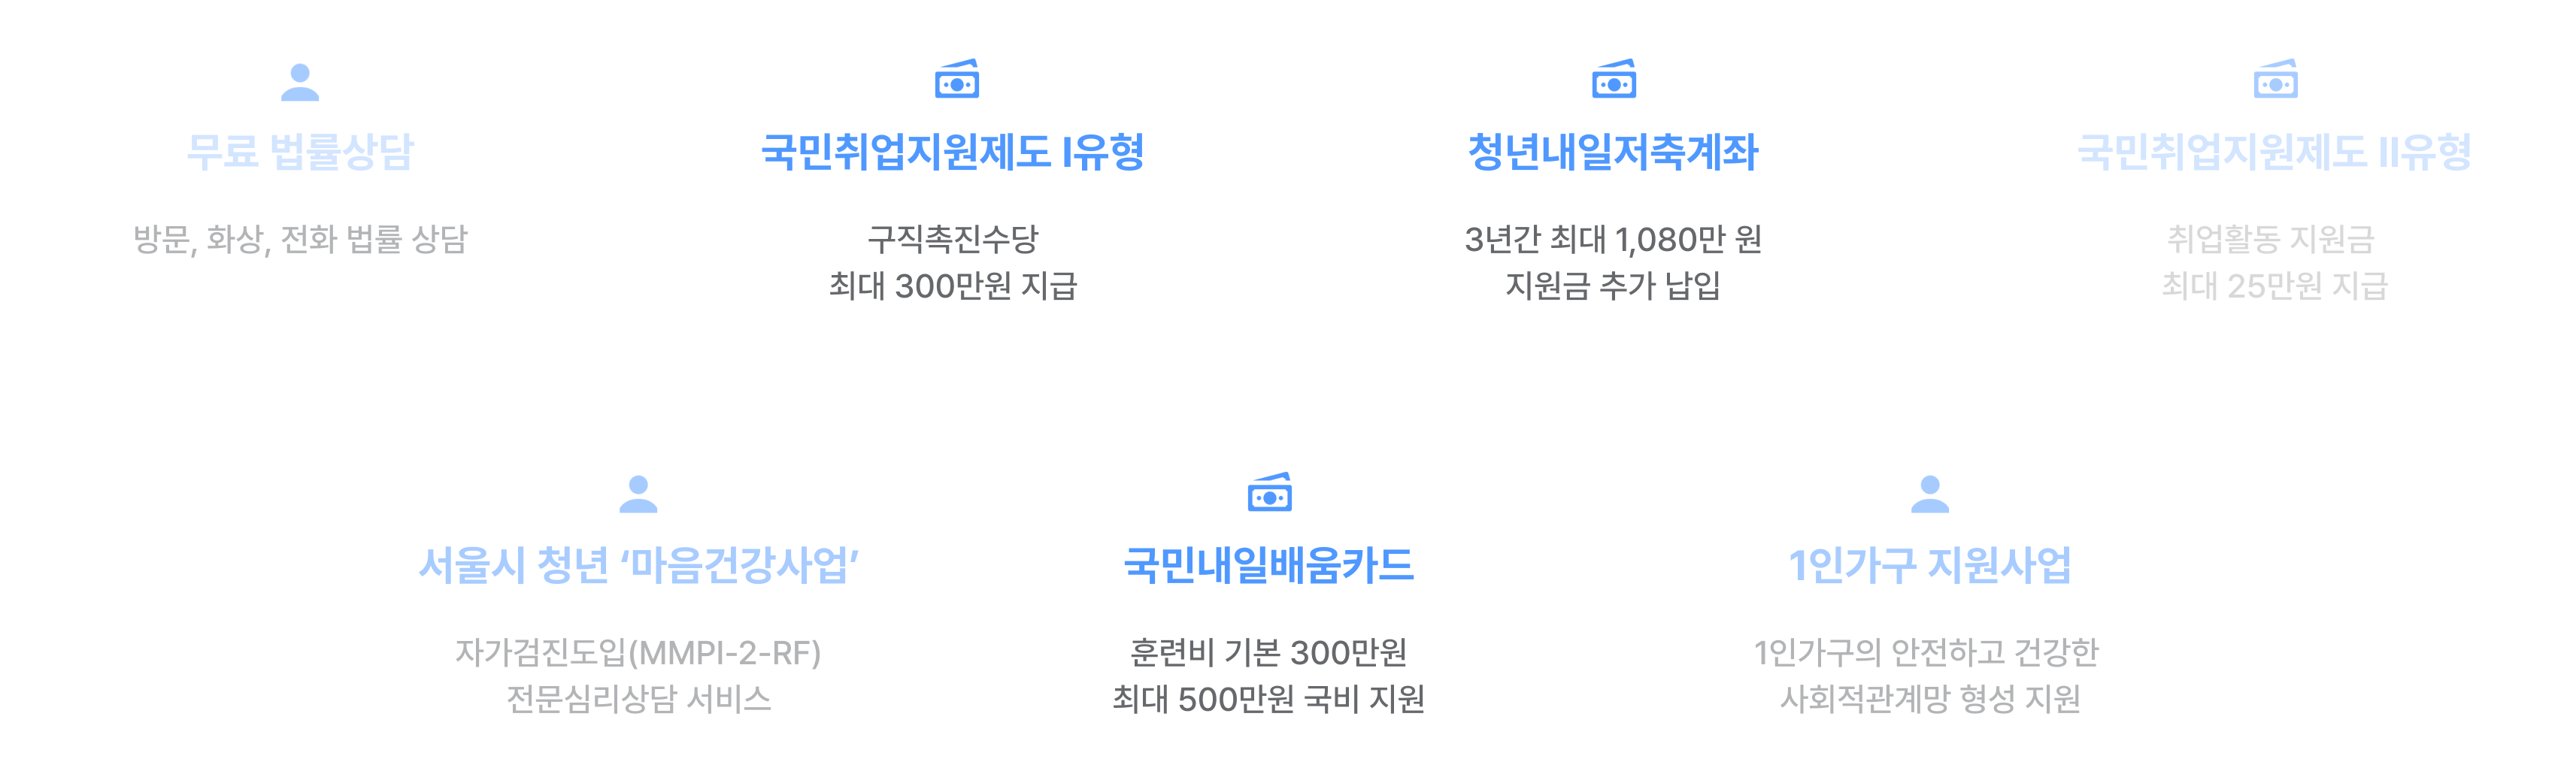 무료 법률상담
방문, 화상, 전화 법률 상담
국민취업지원제도 I유형
구직촉진수당
최대 300만원 지급
청년내일저축계좌
3년간 최대 1,080만 원
지원금 추가 납입
국민취업지원제도 II유형
취업활동 지원금
최대 25만원 지급
서울시 청년 ‘마음건강사업’
자가검진도입(MMPI-2-RF)
전문심리상담 서비스
국민내일배움카드
훈련비 기본 300만원
최대 500만원 국비 지원
1인가구 지원사업
1인가구의 안전하고 건강한
사회적관계망 형성 지원